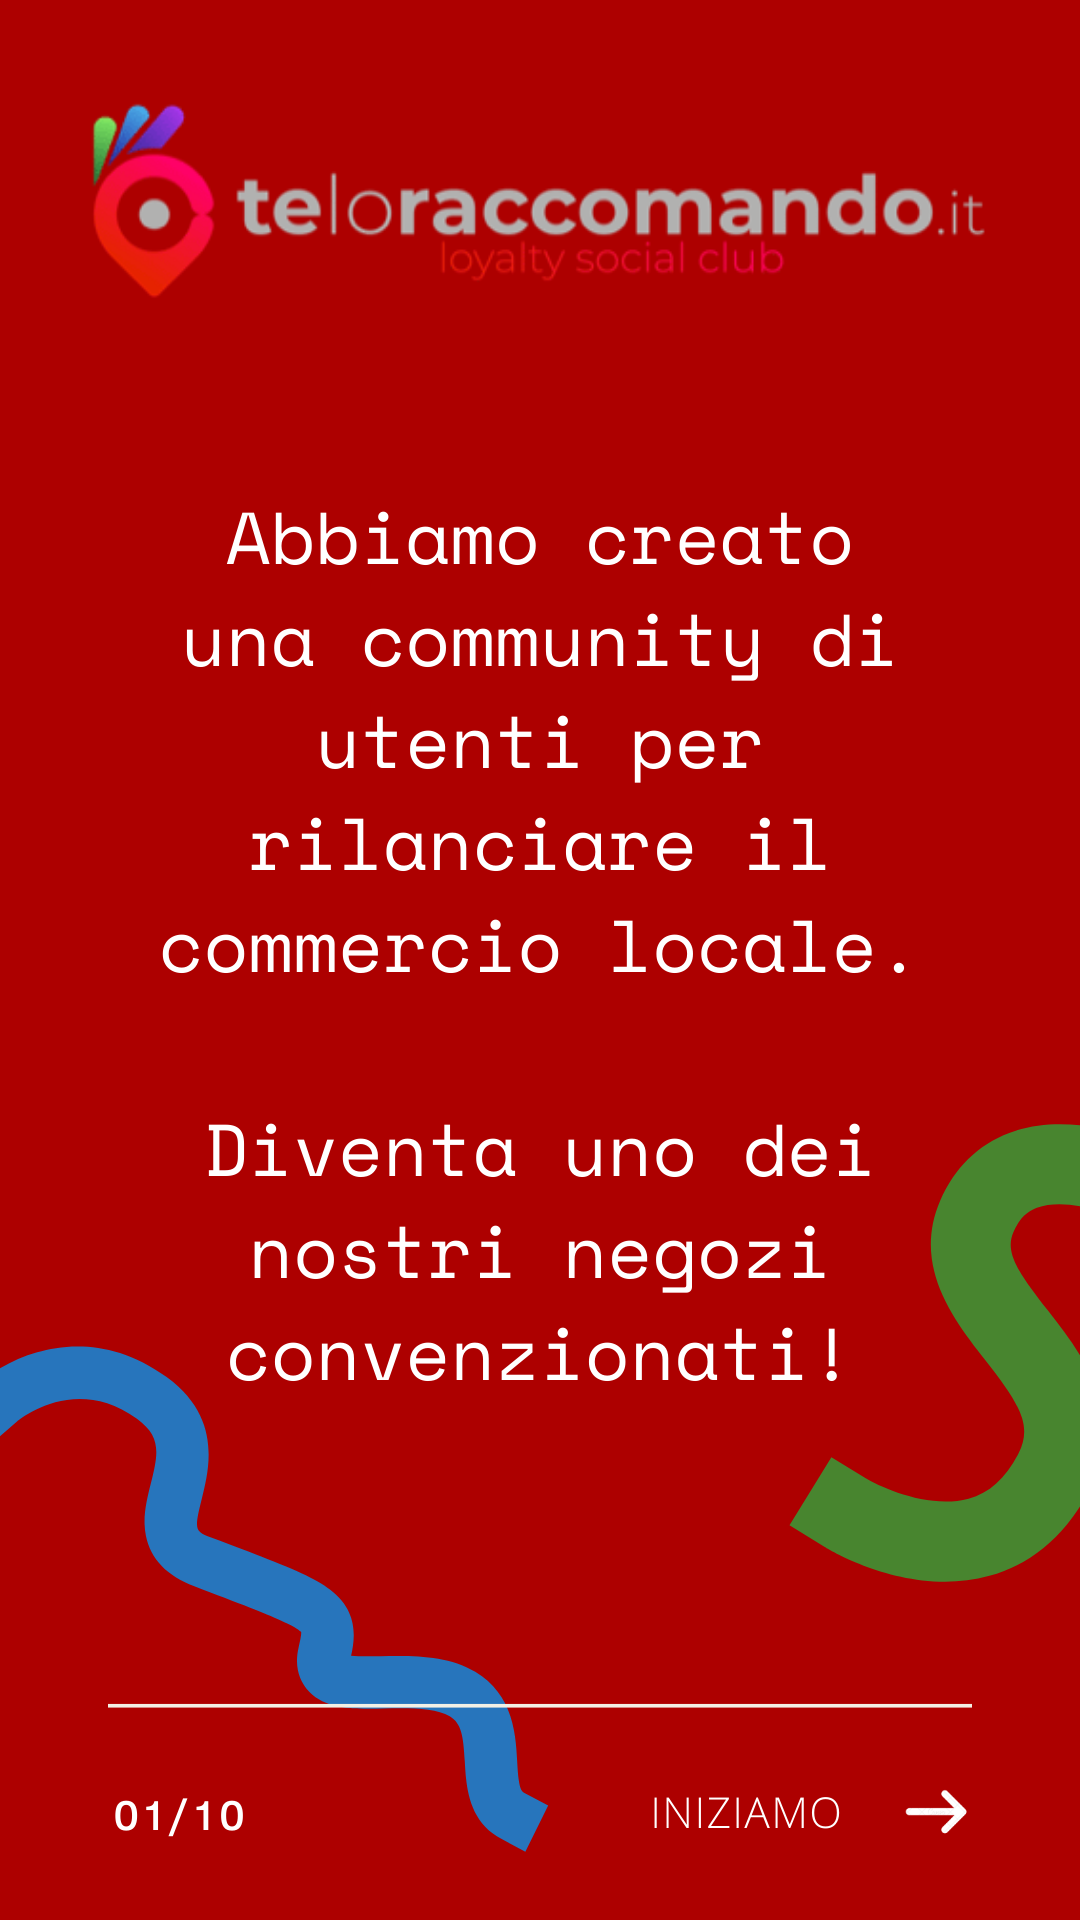 teloraccomando.it
loyalty social club
Abbiamo creato
una community di
utenti per
rilanciare il
commercio locale.
Diventa uno dei
nostri negozi
convenzionati!
01/10
INIZIAMO